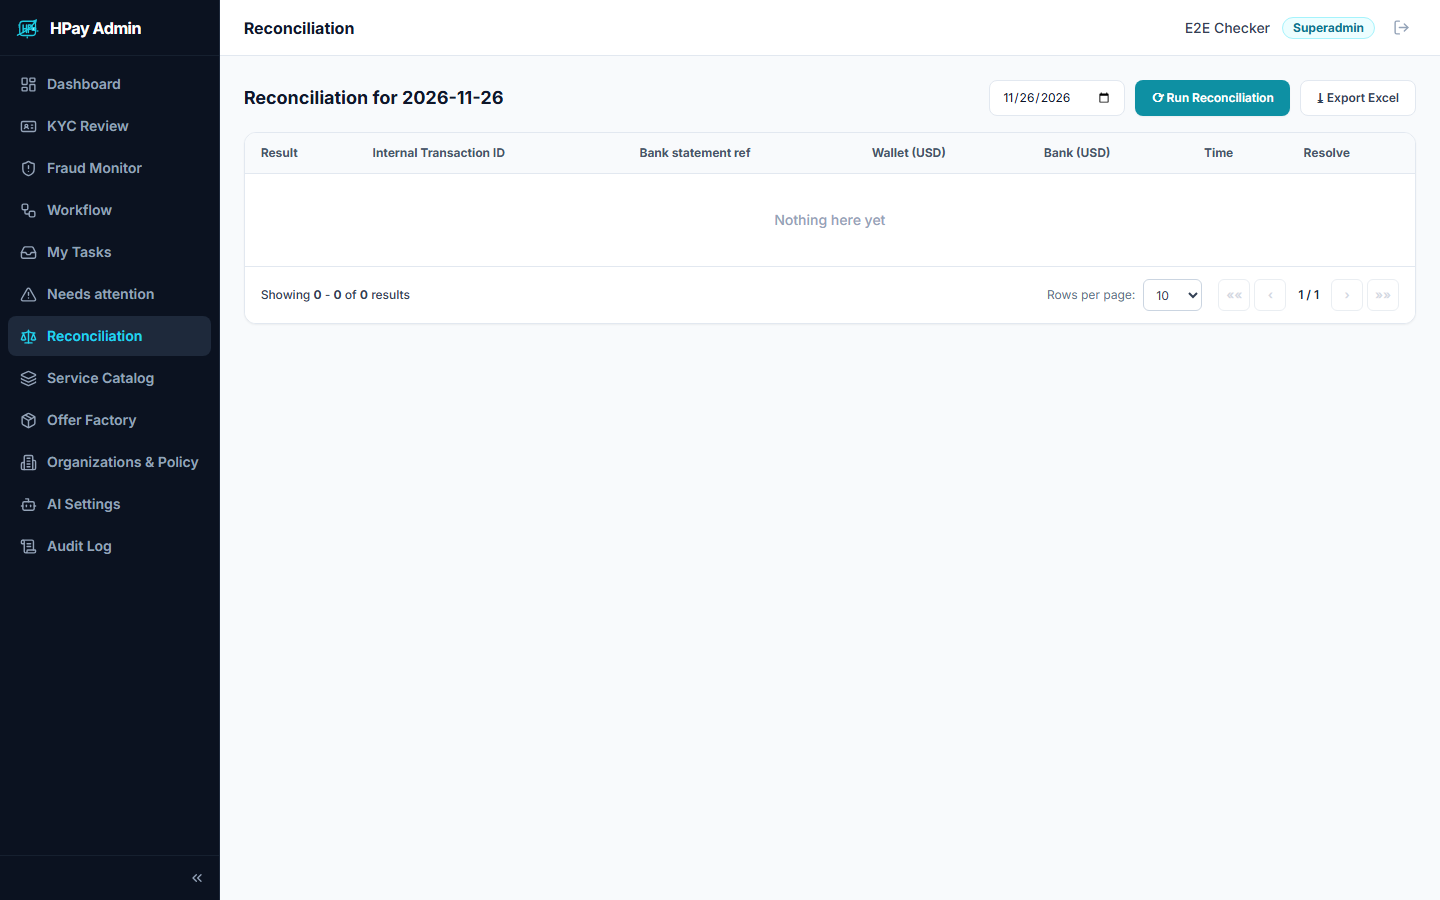 HPay Admin
Reconciliation
E2E Checker
Superadmin
Dashboard
KYC Review
Fraud Monitor
Workflow
My Tasks
Needs attention
Reconciliation
Service Catalog
Offer Factory
Organizations & Policy
AI Settings
Audit Log
Reconciliation for 2026-11-26
11/26/2026
⟳ Run Reconciliation
⤓ Export Excel
Result Internal Transaction ID Bank statement ref Wallet (USD) Bank (USD) Time Resolve
Nothing here yet
Showing 0 - 0 of 0 results
Rows per page: 10 «« ‹ 1 / 1 › »»